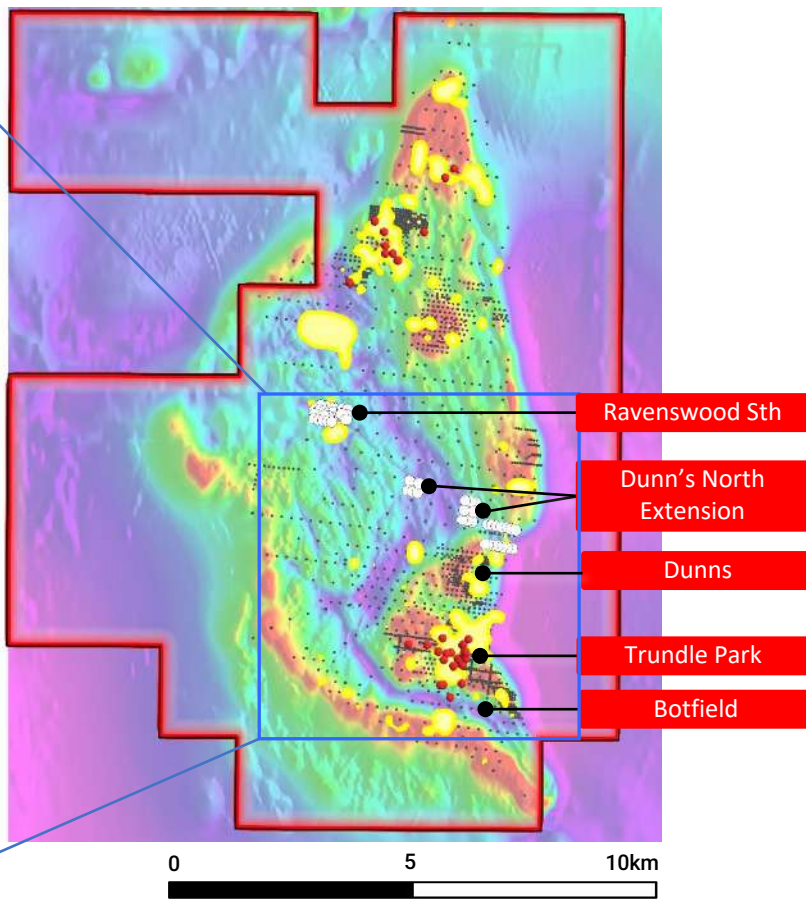 Ravenswood Sth
Dunn's North
Extension
Dunns
Trundle Park
Botfield
0 5 10km